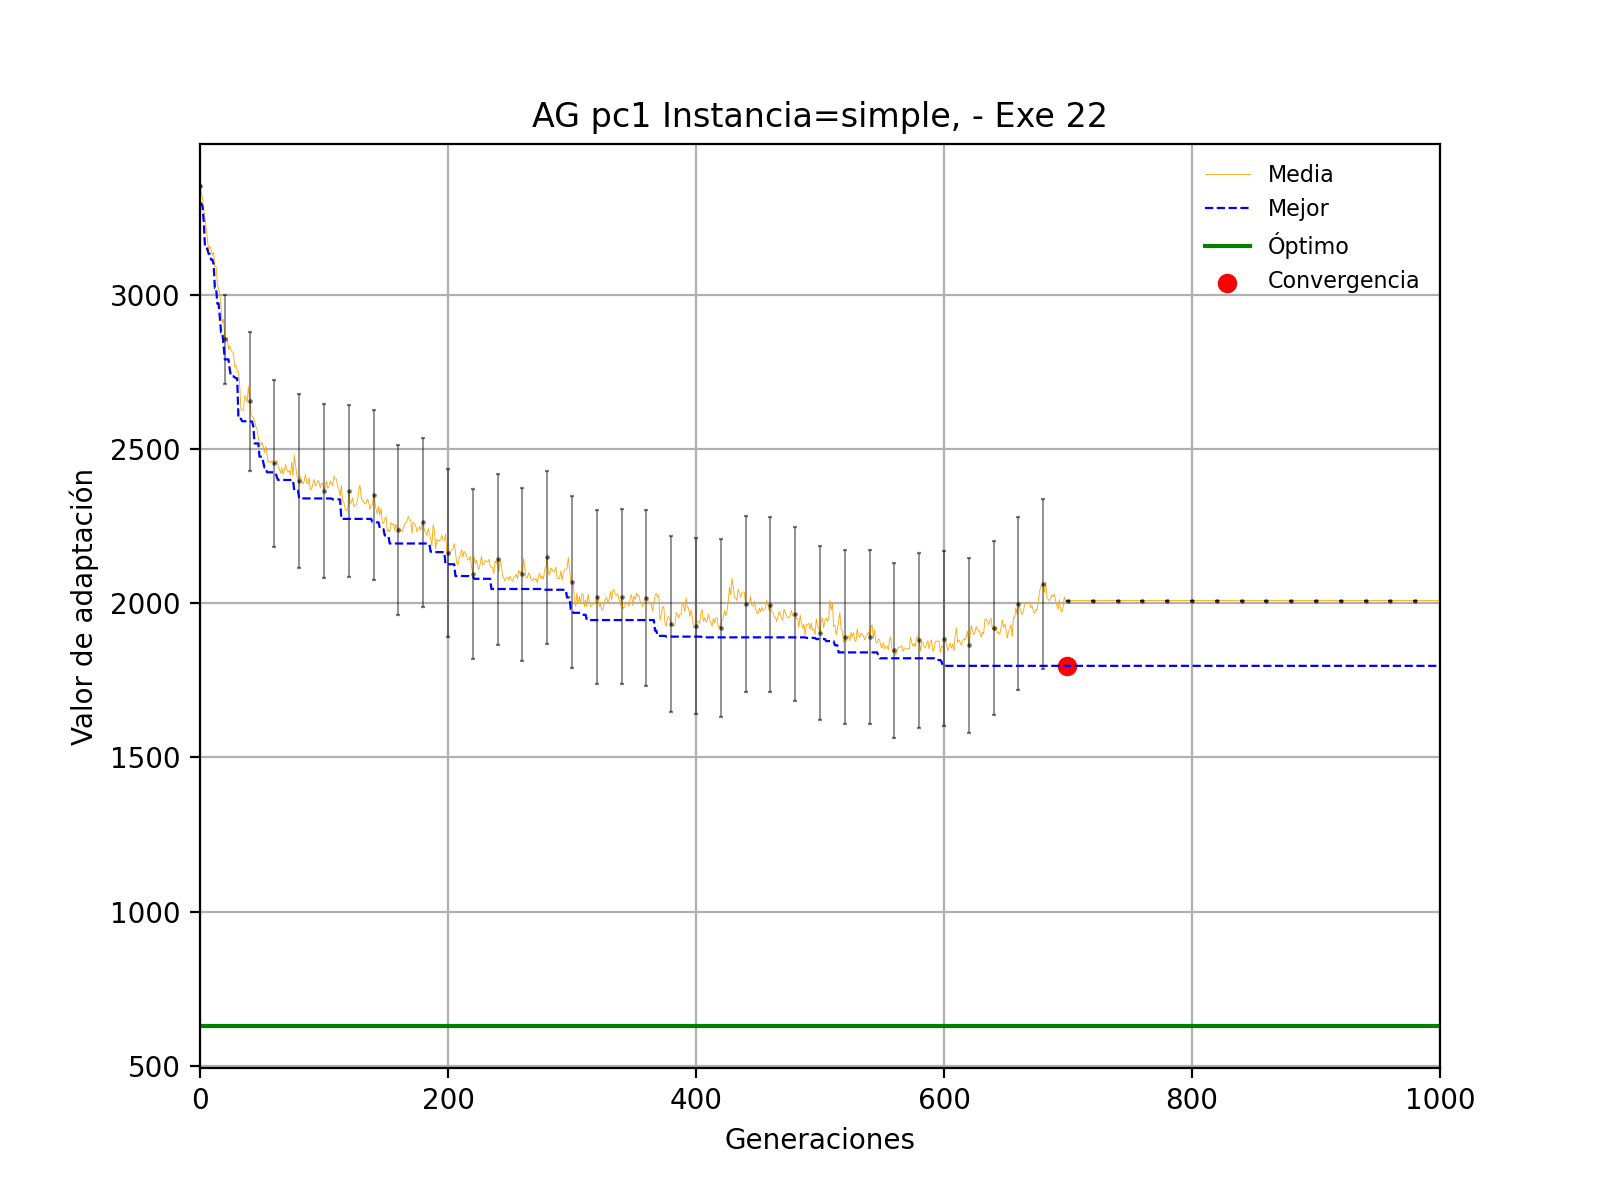 AG pc1 Instancia=simple, - Exe 22
Media
Mejor
Óptimo
Convergencia
Valor de adaptación
3000
2500
2000
1500
1000
500
0 200 400 600 800 1000
Generaciones